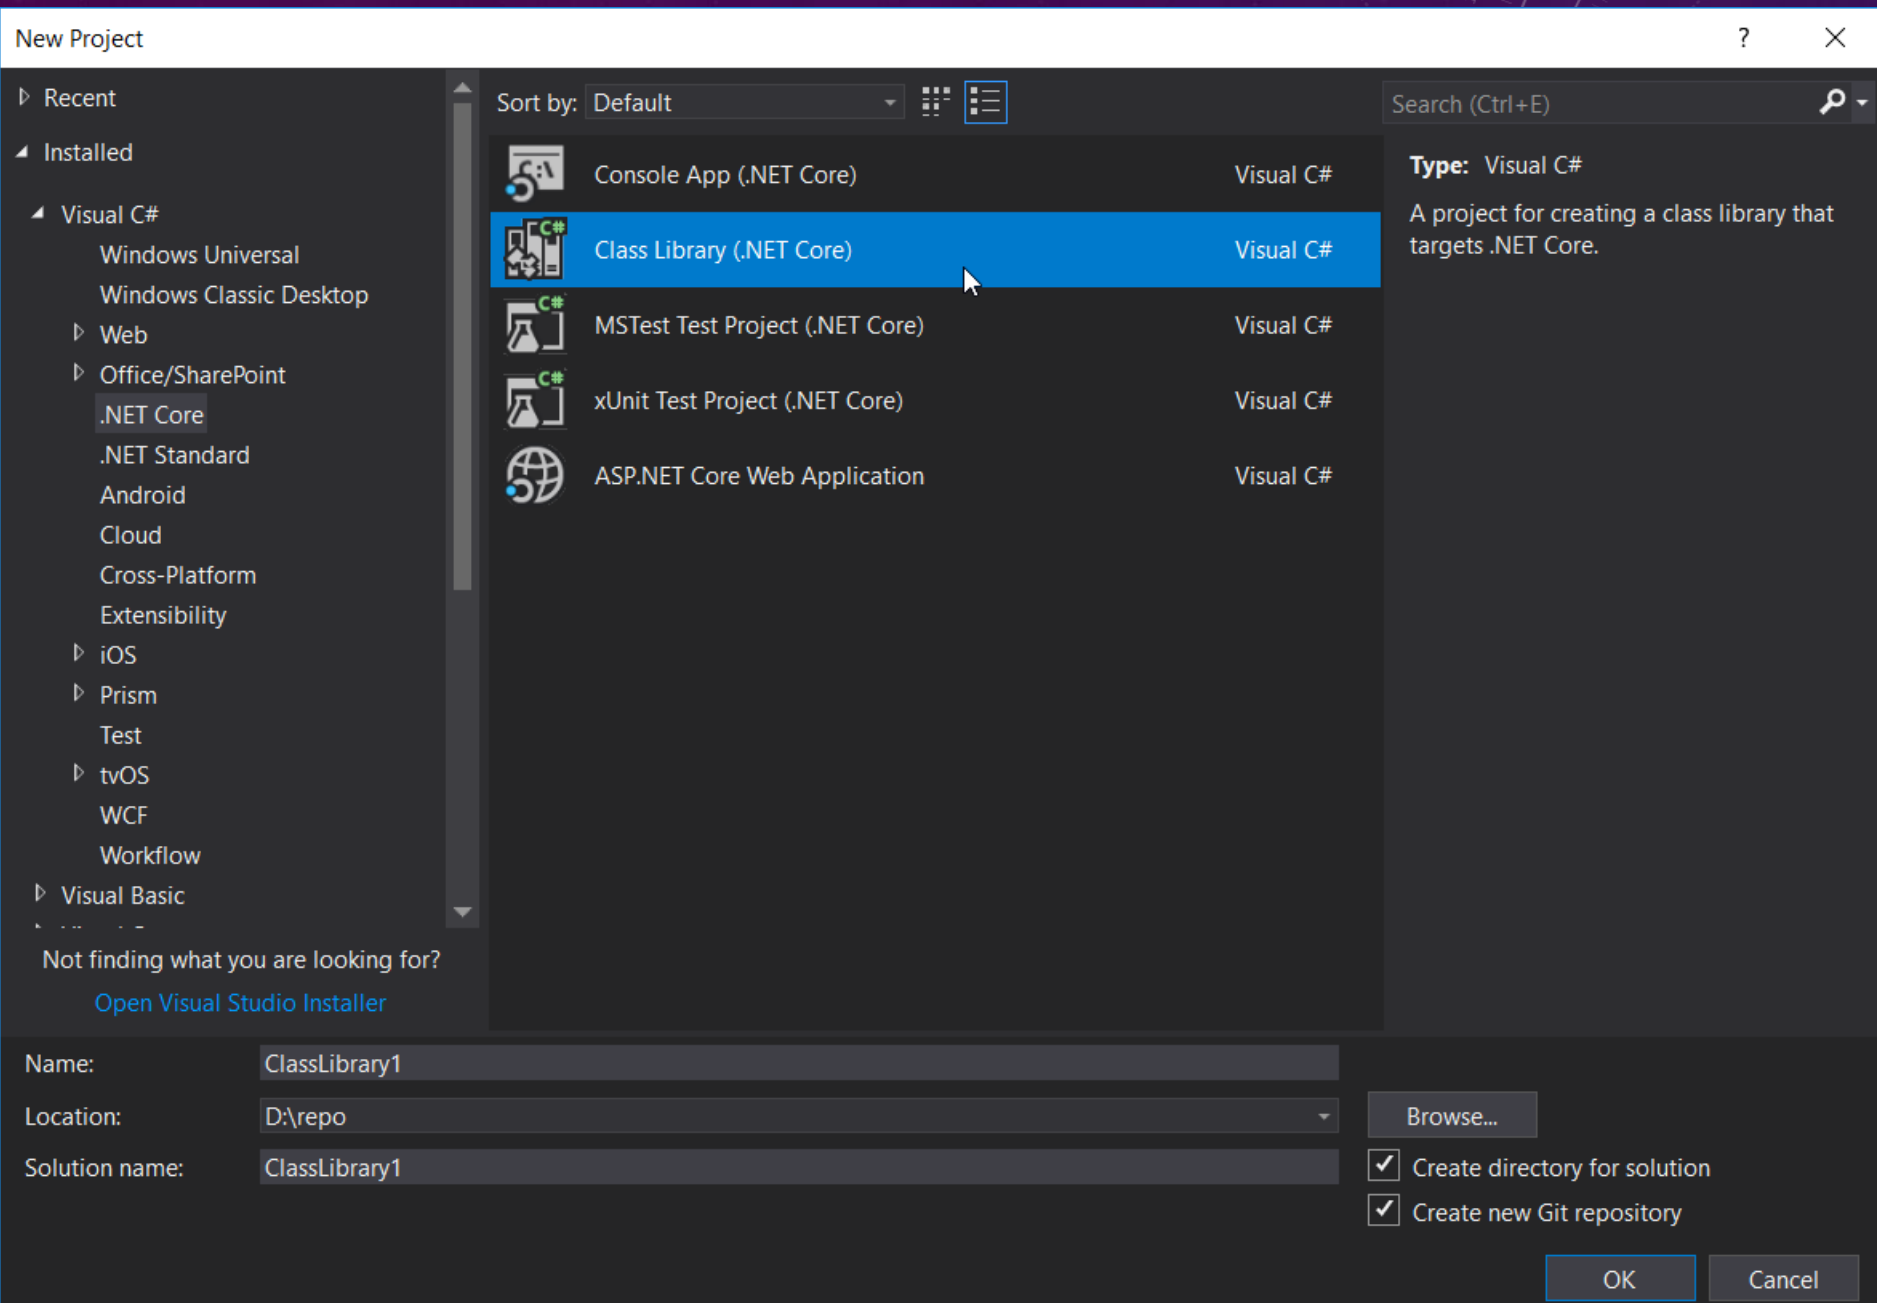 New Project
?
Recent
Installed
Visual C#
Windows Universal
Windows Classic Desktop
Web
Office/SharePoint
.NET Core
.NET Standard
Android
Cloud
Cross-Platform
Extensibility
iOS
Prism
Test
tvOS
WCF
Workflow
Visual Basic
Not finding what you are looking for?
Open Visual Studio Installer
Sort by: Default
Console App (.NET Core) Visual C#
Class Library (.NET Core) Visual C#
MSTest Test Project (.NET Core) Visual C#
xUnit Test Project (.NET Core) Visual C#
ASP.NET Core Web Application Visual C#
Search (Ctrl+E)
Type: Visual C#
A project for creating a class library that
targets .NET Core.
Name: ClassLibrary1
Location: D:\repo
Browse...
Solution name: ClassLibrary1
Create directory for solution
Create new Git repository
OK
Cancel